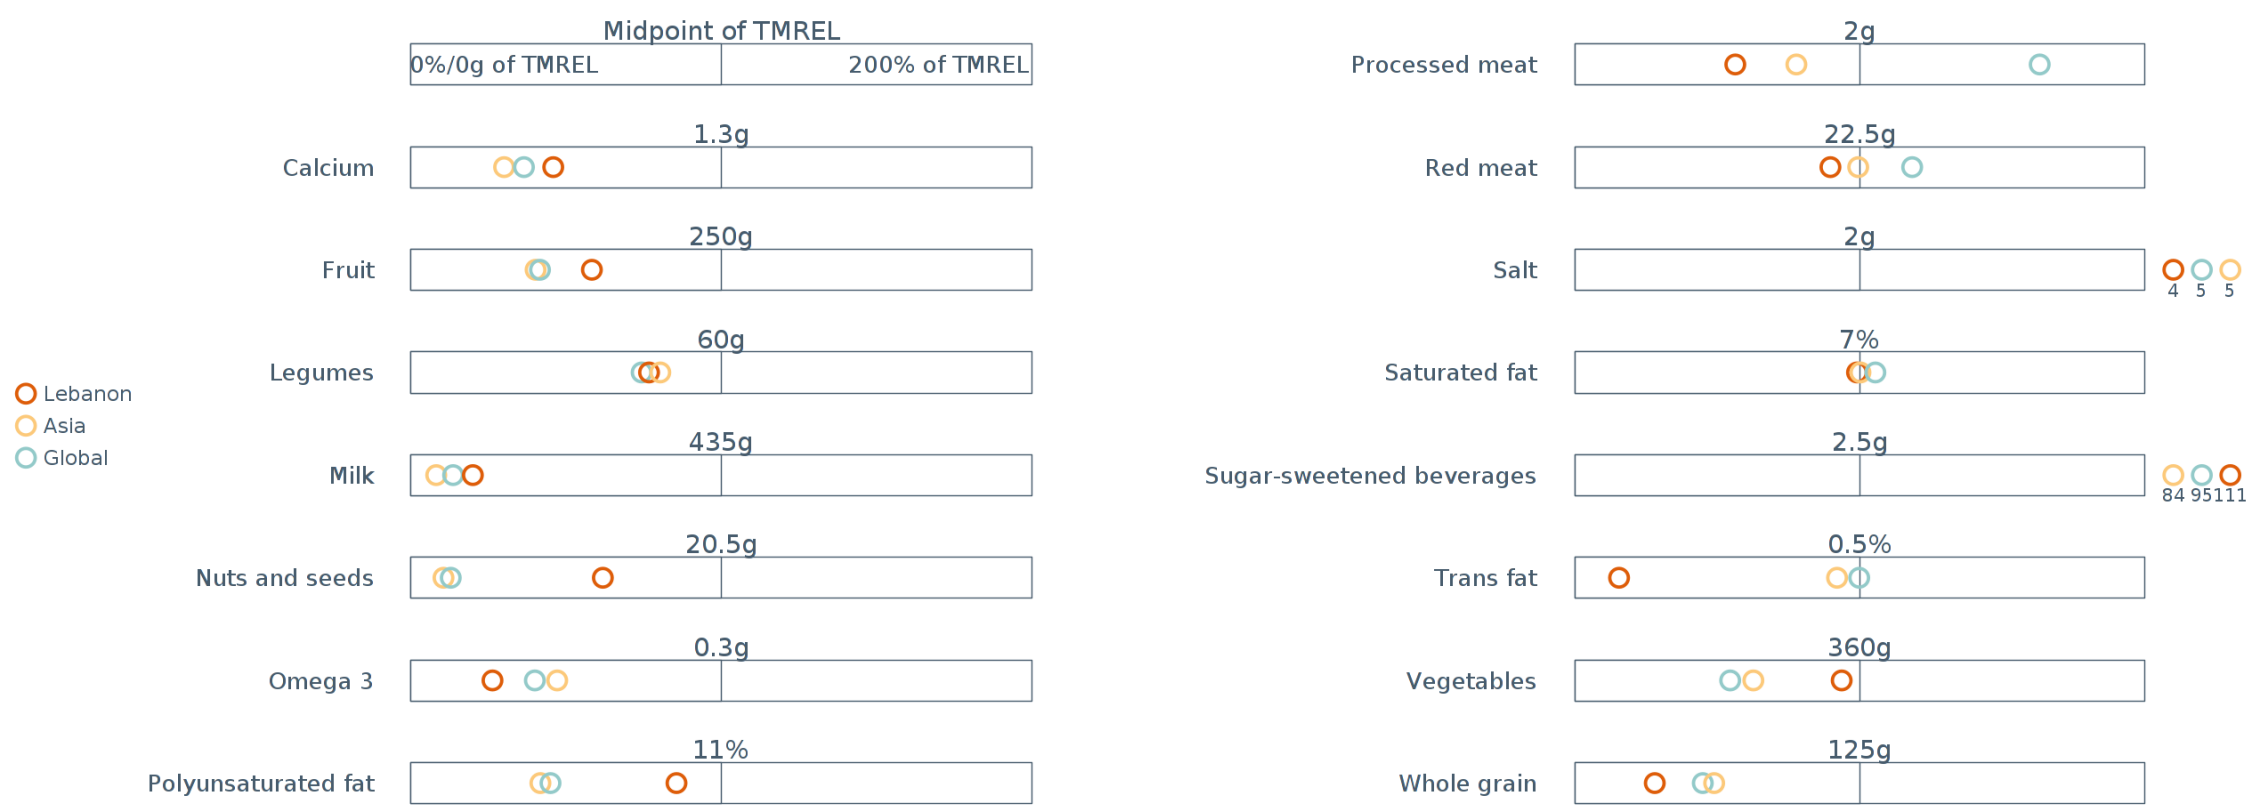 Midpoint of TMREL
0%/0g of TMREL 200% of TMREL
1.3g
Calcium
250g
Fruit
60g
Legumes
435g
Milk
20.5g
Nuts and seeds
0.3g
Omega 3
11%
Polyunsaturated fat
Lebanon
Asia
Global
2g
Processed meat
22.5g
Red meat
2g
Salt
4 5 5
7%
Saturated fat
2.5g
Sugar-sweetened beverages
84 95 111
0.5%
Trans fat
360g
Vegetables
125g
Whole grain